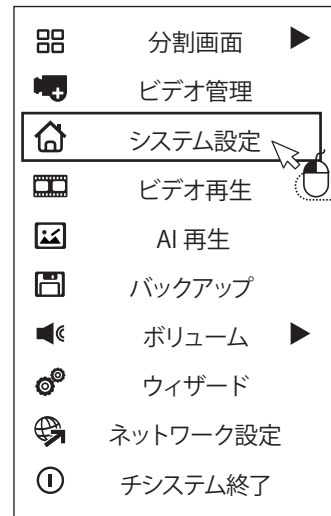 分割画面
ビデオ管理
システム設定
ビデオ再生
AI 再生
バックアップ
ボリューム
ウィザード
ネットワーク設定
チシステム終了